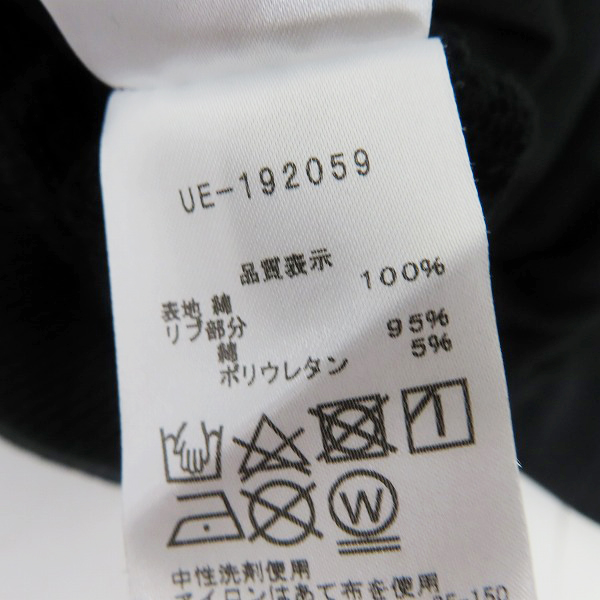 UE-192059
品質表示
表地 綿 100%
リブ部分
綿 95%
ポリウレタン 5%
W
中性洗剤使用
アイロンはあて布を使用